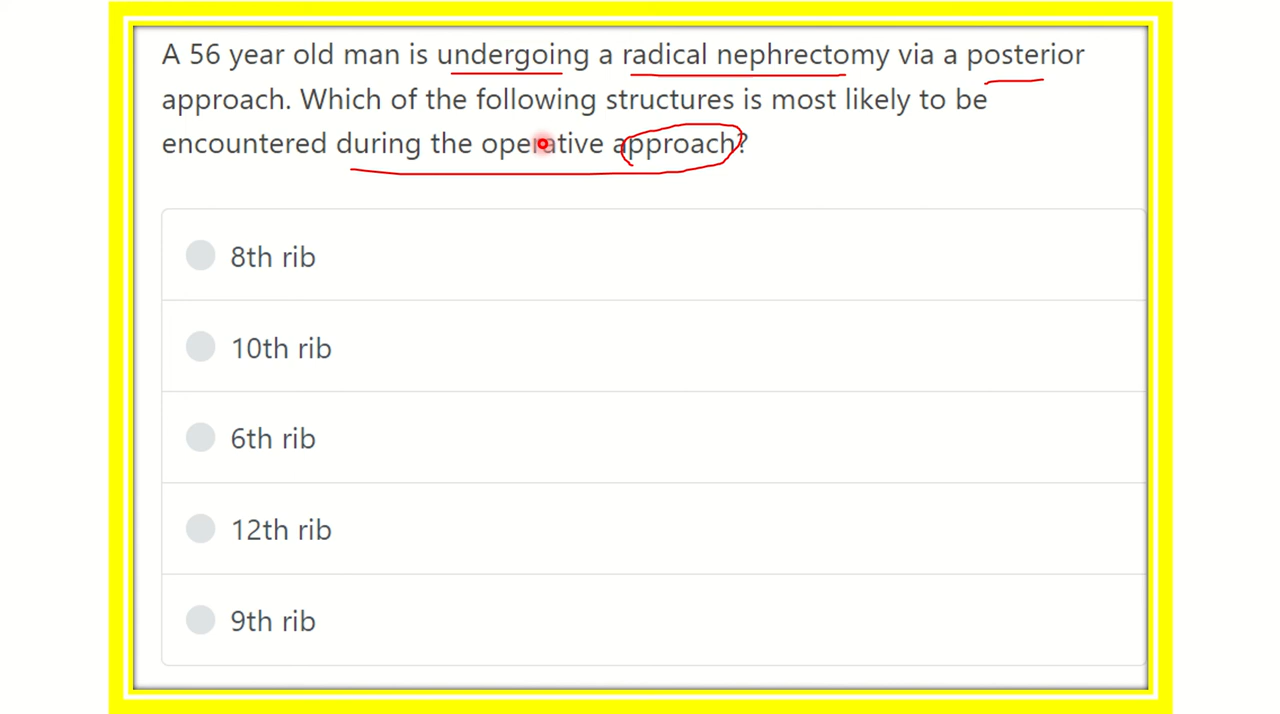 A 56 year old man is undergoing a radical nephrectomy via a posterior
approach. Which of the following structures is most likely to be
encountered during the operative approach?
8th rib
10th rib
6th rib
12th rib
9th rib